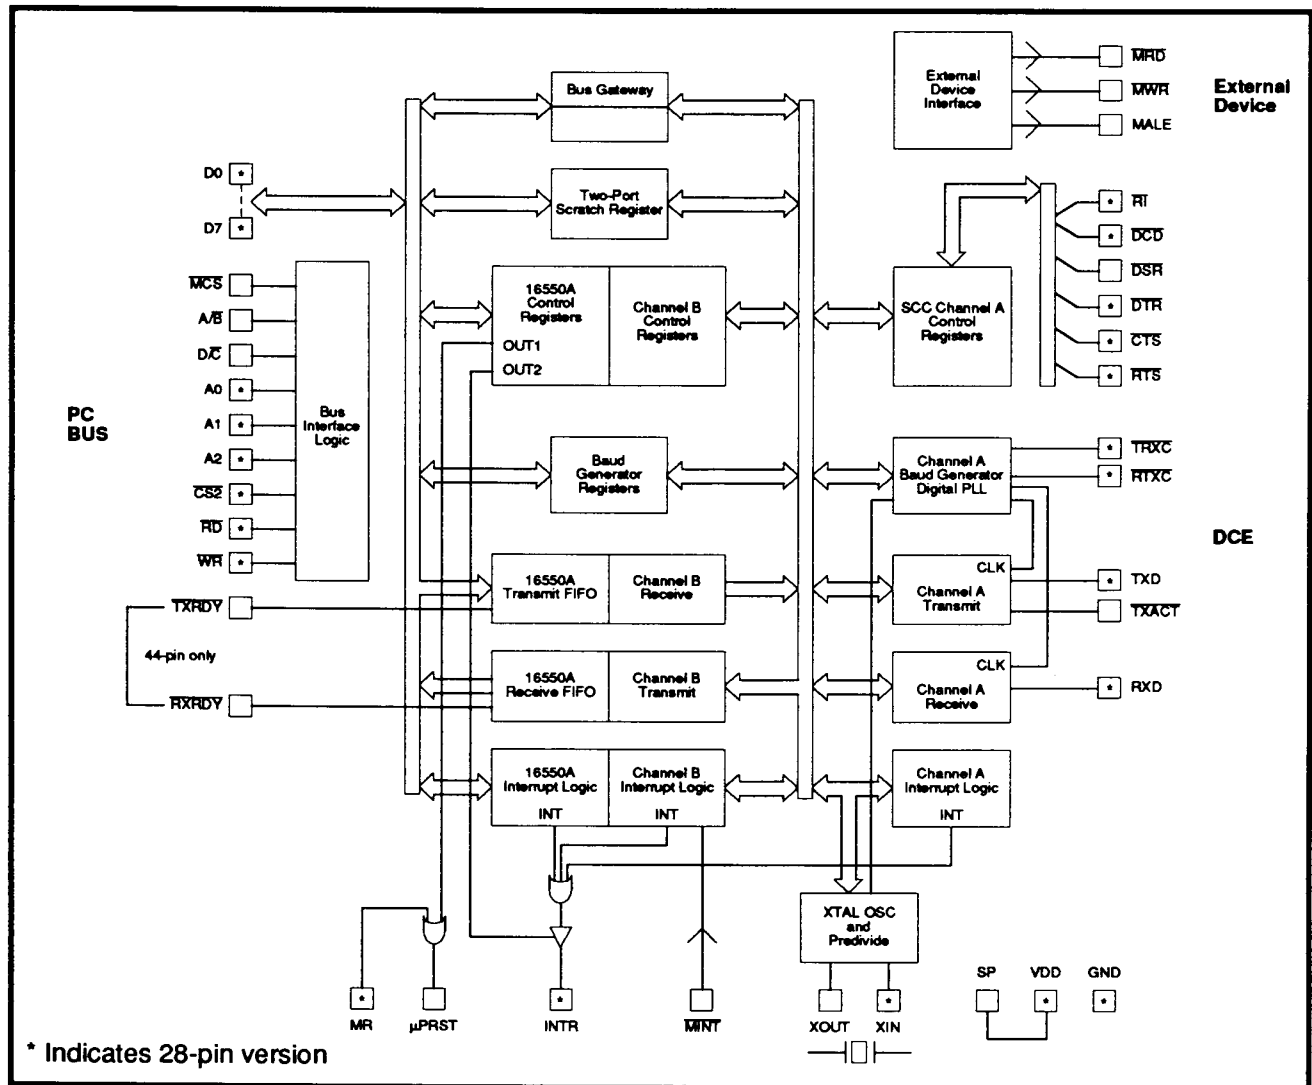 Bus Gateway
External
Device
Interface
MRD
MWR
MALE
External
Device
D0 *
D7 *
Two-Port
Scratch Register
RI *
DCD *
DSR
DTR *
CTS *
RTS *
MCS
A/B
D/C
A0 *
A1 *
A2 *
CS2 *
RD *
WR *
PC
BUS
Bus
Interface
Logic
16550A
Control
Registers
OUT1
OUT2
Channel B
Control
Registers
SCC Channel A
Control
Registers
Baud
Generator
Registers
Channel A
Baud Generator
Digital PLL
TRXC *
RTXC *
DCE
TXRDY
44-pin only
RXRDY
16550A
Transmit FIFO
Channel B
Receive
CLK
Channel A
Transmit
TXD *
TXACT
16550A
Receive FIFO
Channel B
Transmit
CLK
Channel A
Receive
RXD *
16550A
Interrupt Logic
INT
Channel B
Interrupt Logic
INT
Channel A
Interrupt Logic
INT
XTAL OSC
and
Predivide
SP
VDD *
GND *
MR *
µPRST
INTR *
MINT
XOUT
XIN *
* Indicates 28-pin version